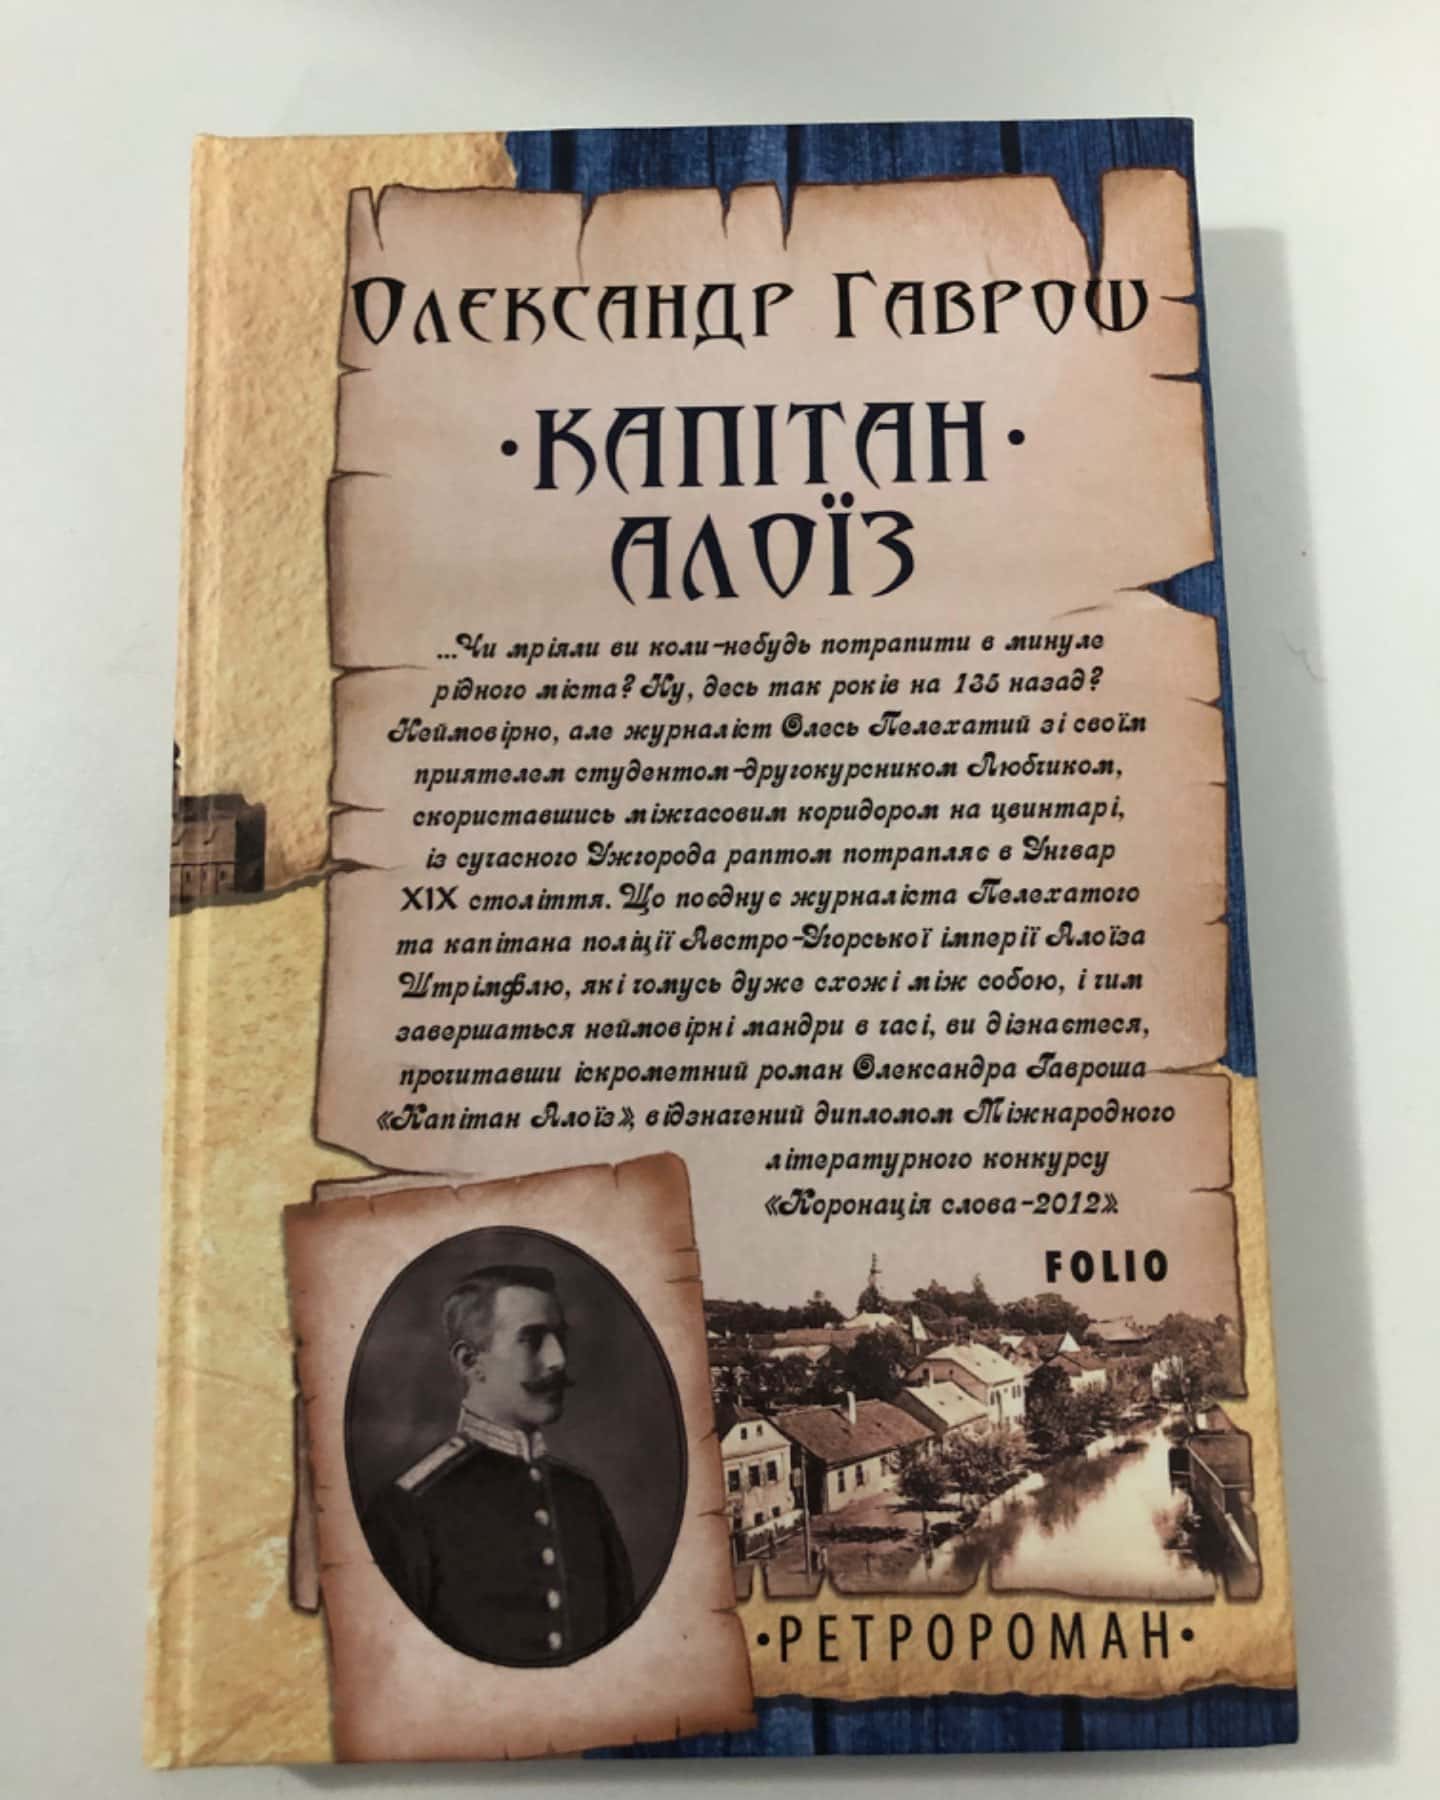 Олександр Гаврош
·Капітан·
Алоїз
...Чи мріяли ви коли-небудь потрапити в минуле
рідного міста? Ну, десь так років на 135 назад?
Неймовірно, але журналіст Олесь Пелехатий зі своїм
приятелем студентом-другокурсником Любчиком,
скориставшись міжчасовим коридором на цвинтарі,
із сучасного Ужгорода раптом потрапляє в Унгвар
XIX століття. Що поєднує журналіста Пелехатого
та капітана поліції Австро-Угорської імперії Алоїза
Штрімфлю, які чомусь дуже схожі між собою, і чим
завершаться неймовірні мандри в часі, ви дізнаєтеся,
прочитавши іскрометний роман Олександра Гавроша
«Капітан Алоїз», відзначений дипломом Міжнародного
літературного конкурсу
«Коронація слова-2012».
FOLIO
·РЕТРОРОМАН·